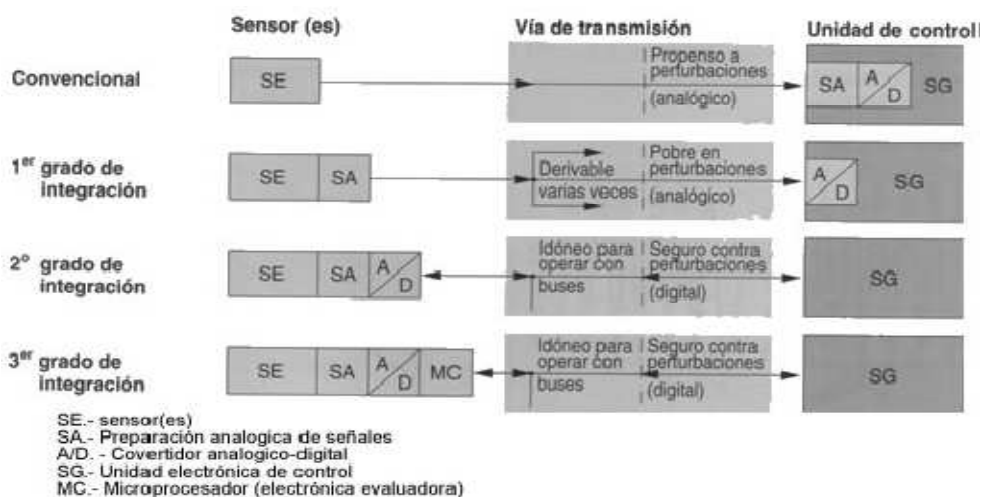 Sensor (es) Vía de transmisión Unidad de control
Convencional
SE
Propenso a
perturbaciones
(analógico)
SA A/D SG
1er grado de
integración
SE SA
Derivable
varias veces
Pobre en
perturbaciones
(analógico)
A/D SG
2º grado de
integración
SE SA A/D
Idóneo para
operar con
buses
Seguro contra
perturbaciones
(digital)
SG
3er grado de
integración
SE SA A/D MC
Idóneo para
operar con
buses
Seguro contra
perturbaciones
(digital)
SG
SE.- sensor(es)
SA.- Preparación analogica de señales
A/D. - Covertidor analogico-digital
SG.- Unidad electrónica de control
MC.- Microprocesador (electrónica evaluadora)